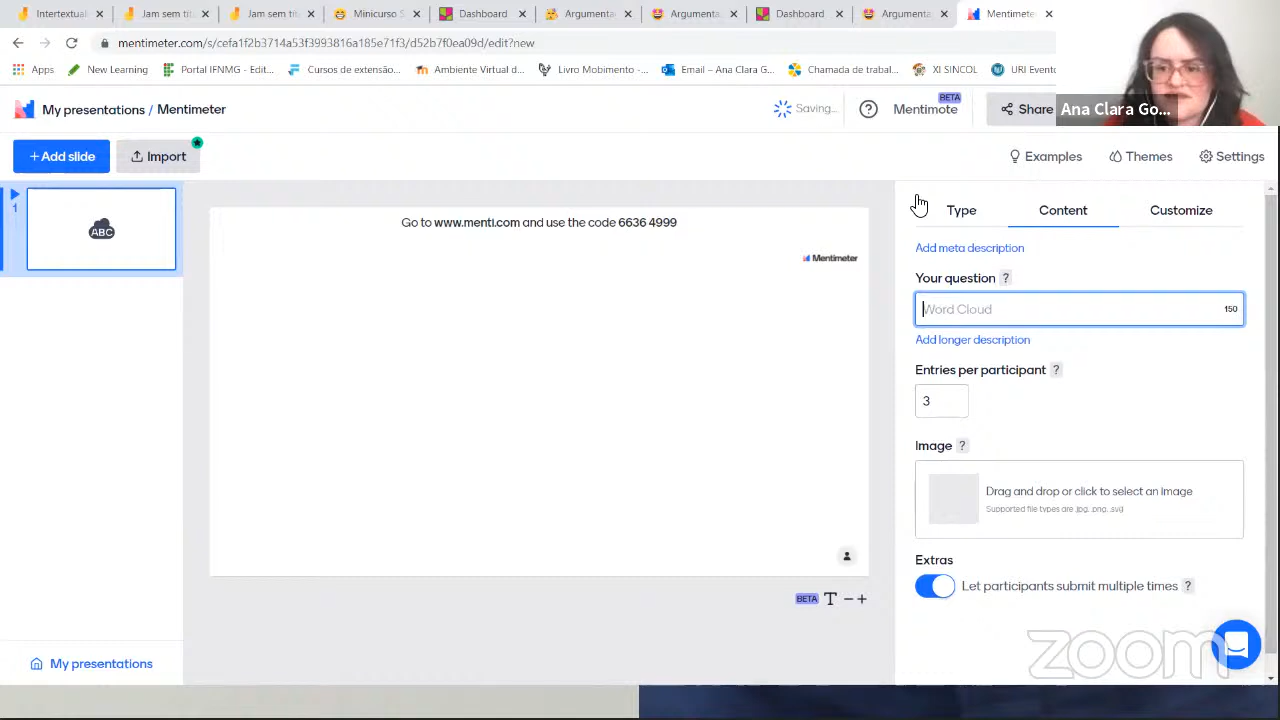 Intertextuali
Jam sem tít
Jam sem tít
Minicurso S
Dashboard
Argumenta
Argumenta
Dashboard
Argumenta
Mentimete
mentimeter.com/s/cefa1f2b3714a53f3993816a185e71f3/d52b7f0ea09d/edit?new
Apps New Learning Portal IFNMG - Edit... Cursos de extensão... Ambiente Virtual d... Livro Mobimento -... Email – Ana Clara G... Chamada de trabal... XI SINCOL URI Evento
My presentations / Mentimeter
Saving...
Mentimote
BETA
Share
Ana Clara Go...
+Add slide
Import
Examples
Themes
Settings
1
ABC
Go to www.menti.com and use the code 6636 4999
Mentimeter
BETA T − +
My presentations
Type Content Customize
Add meta description
Your question ?
Word Cloud 150
Add longer description
Entries per participant ?
3
Image ?
Drag and drop or click to select an image
Supported file types are .jpg, .png, .svg
Extras
Let participants submit multiple times ?
zoom